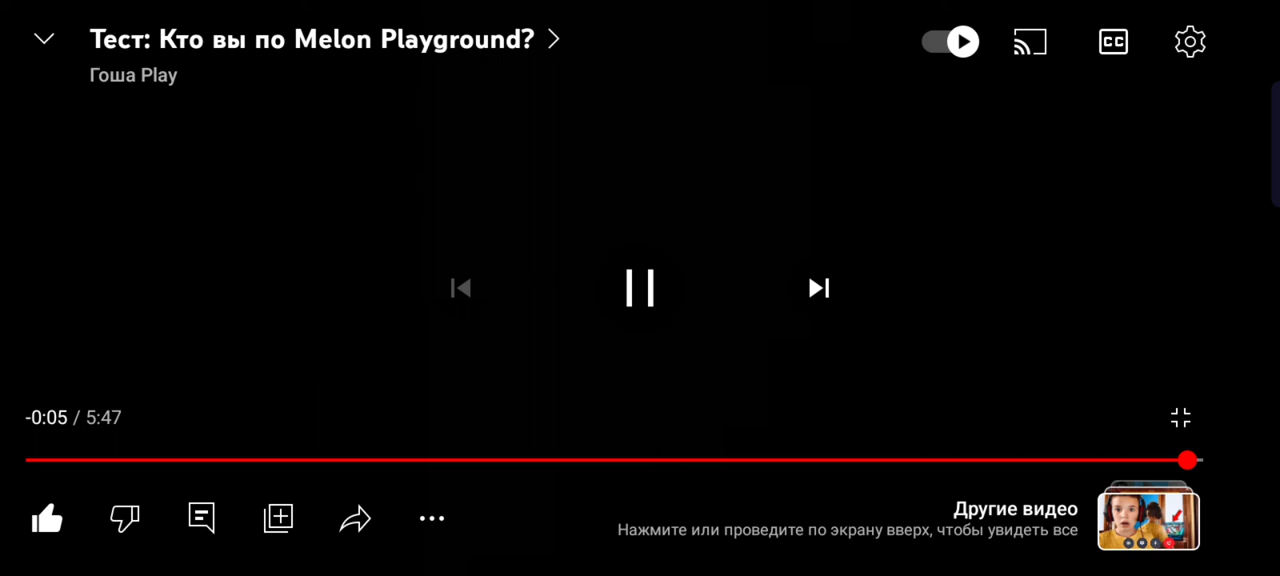 Тест: Кто вы по Melon Playground?
Гоша Play
CC
-0:05 / 5:47
Другие видео
Нажмите или проведите по экрану вверх, чтобы увидеть все